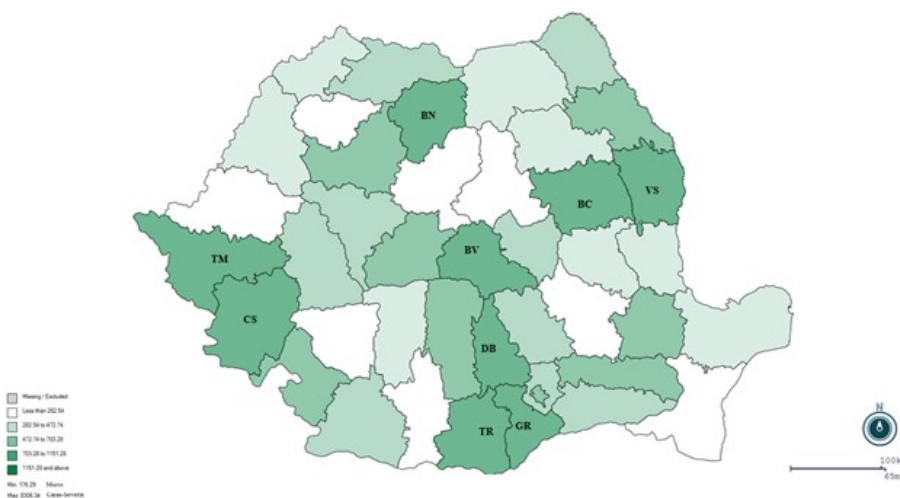 BN
VS
BC
BV
TM
CS
DB
TR
GR
N
100k
65m
Missing / Excluded
Less than 282.54
282.54 to 472.74
472.74 to 703.28
703.28 to 1151.28
1151.28 and above
Min: 176.29 Mures
Max: 8306.34 Caras-Severin